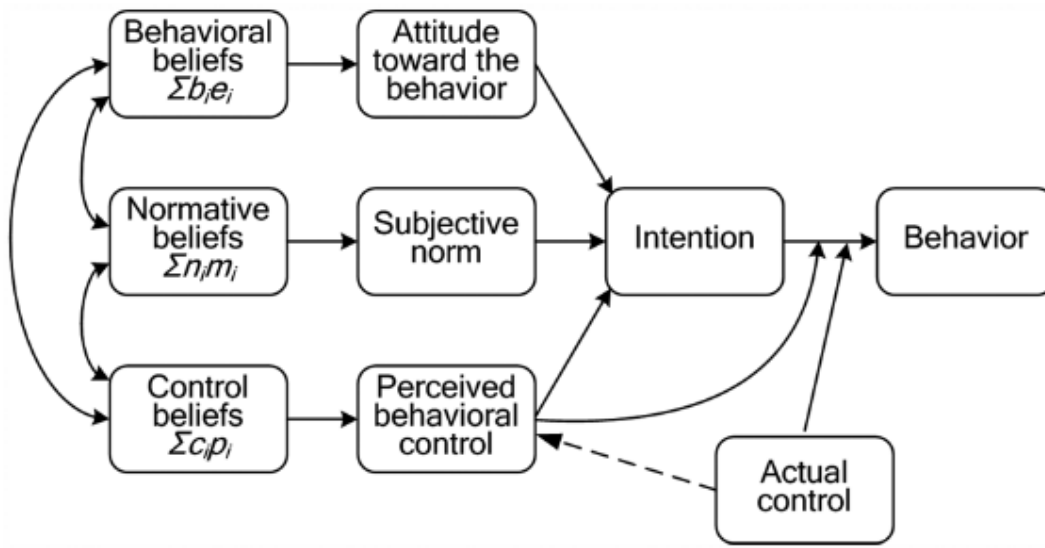 Behavioral
beliefs
Σbᵢeᵢ
Attitude
toward the
behavior
Normative
beliefs
Σnᵢmᵢ
Subjective
norm
Intention
Behavior
Control
beliefs
Σcᵢpᵢ
Perceived
behavioral
control
Actual
control